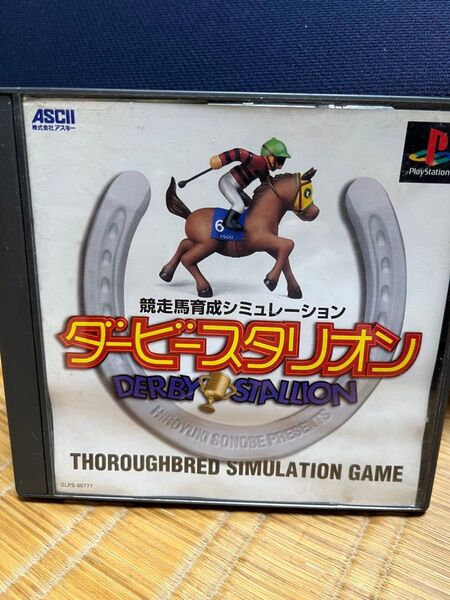 ASCII
株式会社アスキー
PlayStation
6
ASCII
競走馬育成シミュレーション
ダービースタリオン
DERBY STALLION
HIROYUKI SONOBE PRESENTS
THOROUGHBRED SIMULATION GAME
SLPS 00777